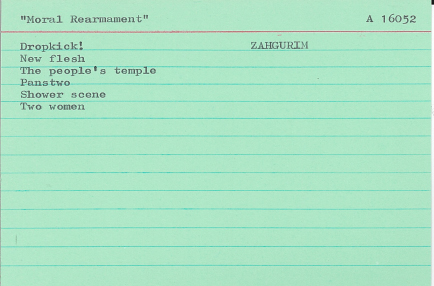 "Moral Rearmament" A 16052
Dropkick! ZAHGURIM
New flesh
The people's temple
Panstwo
Shower scene
Two women